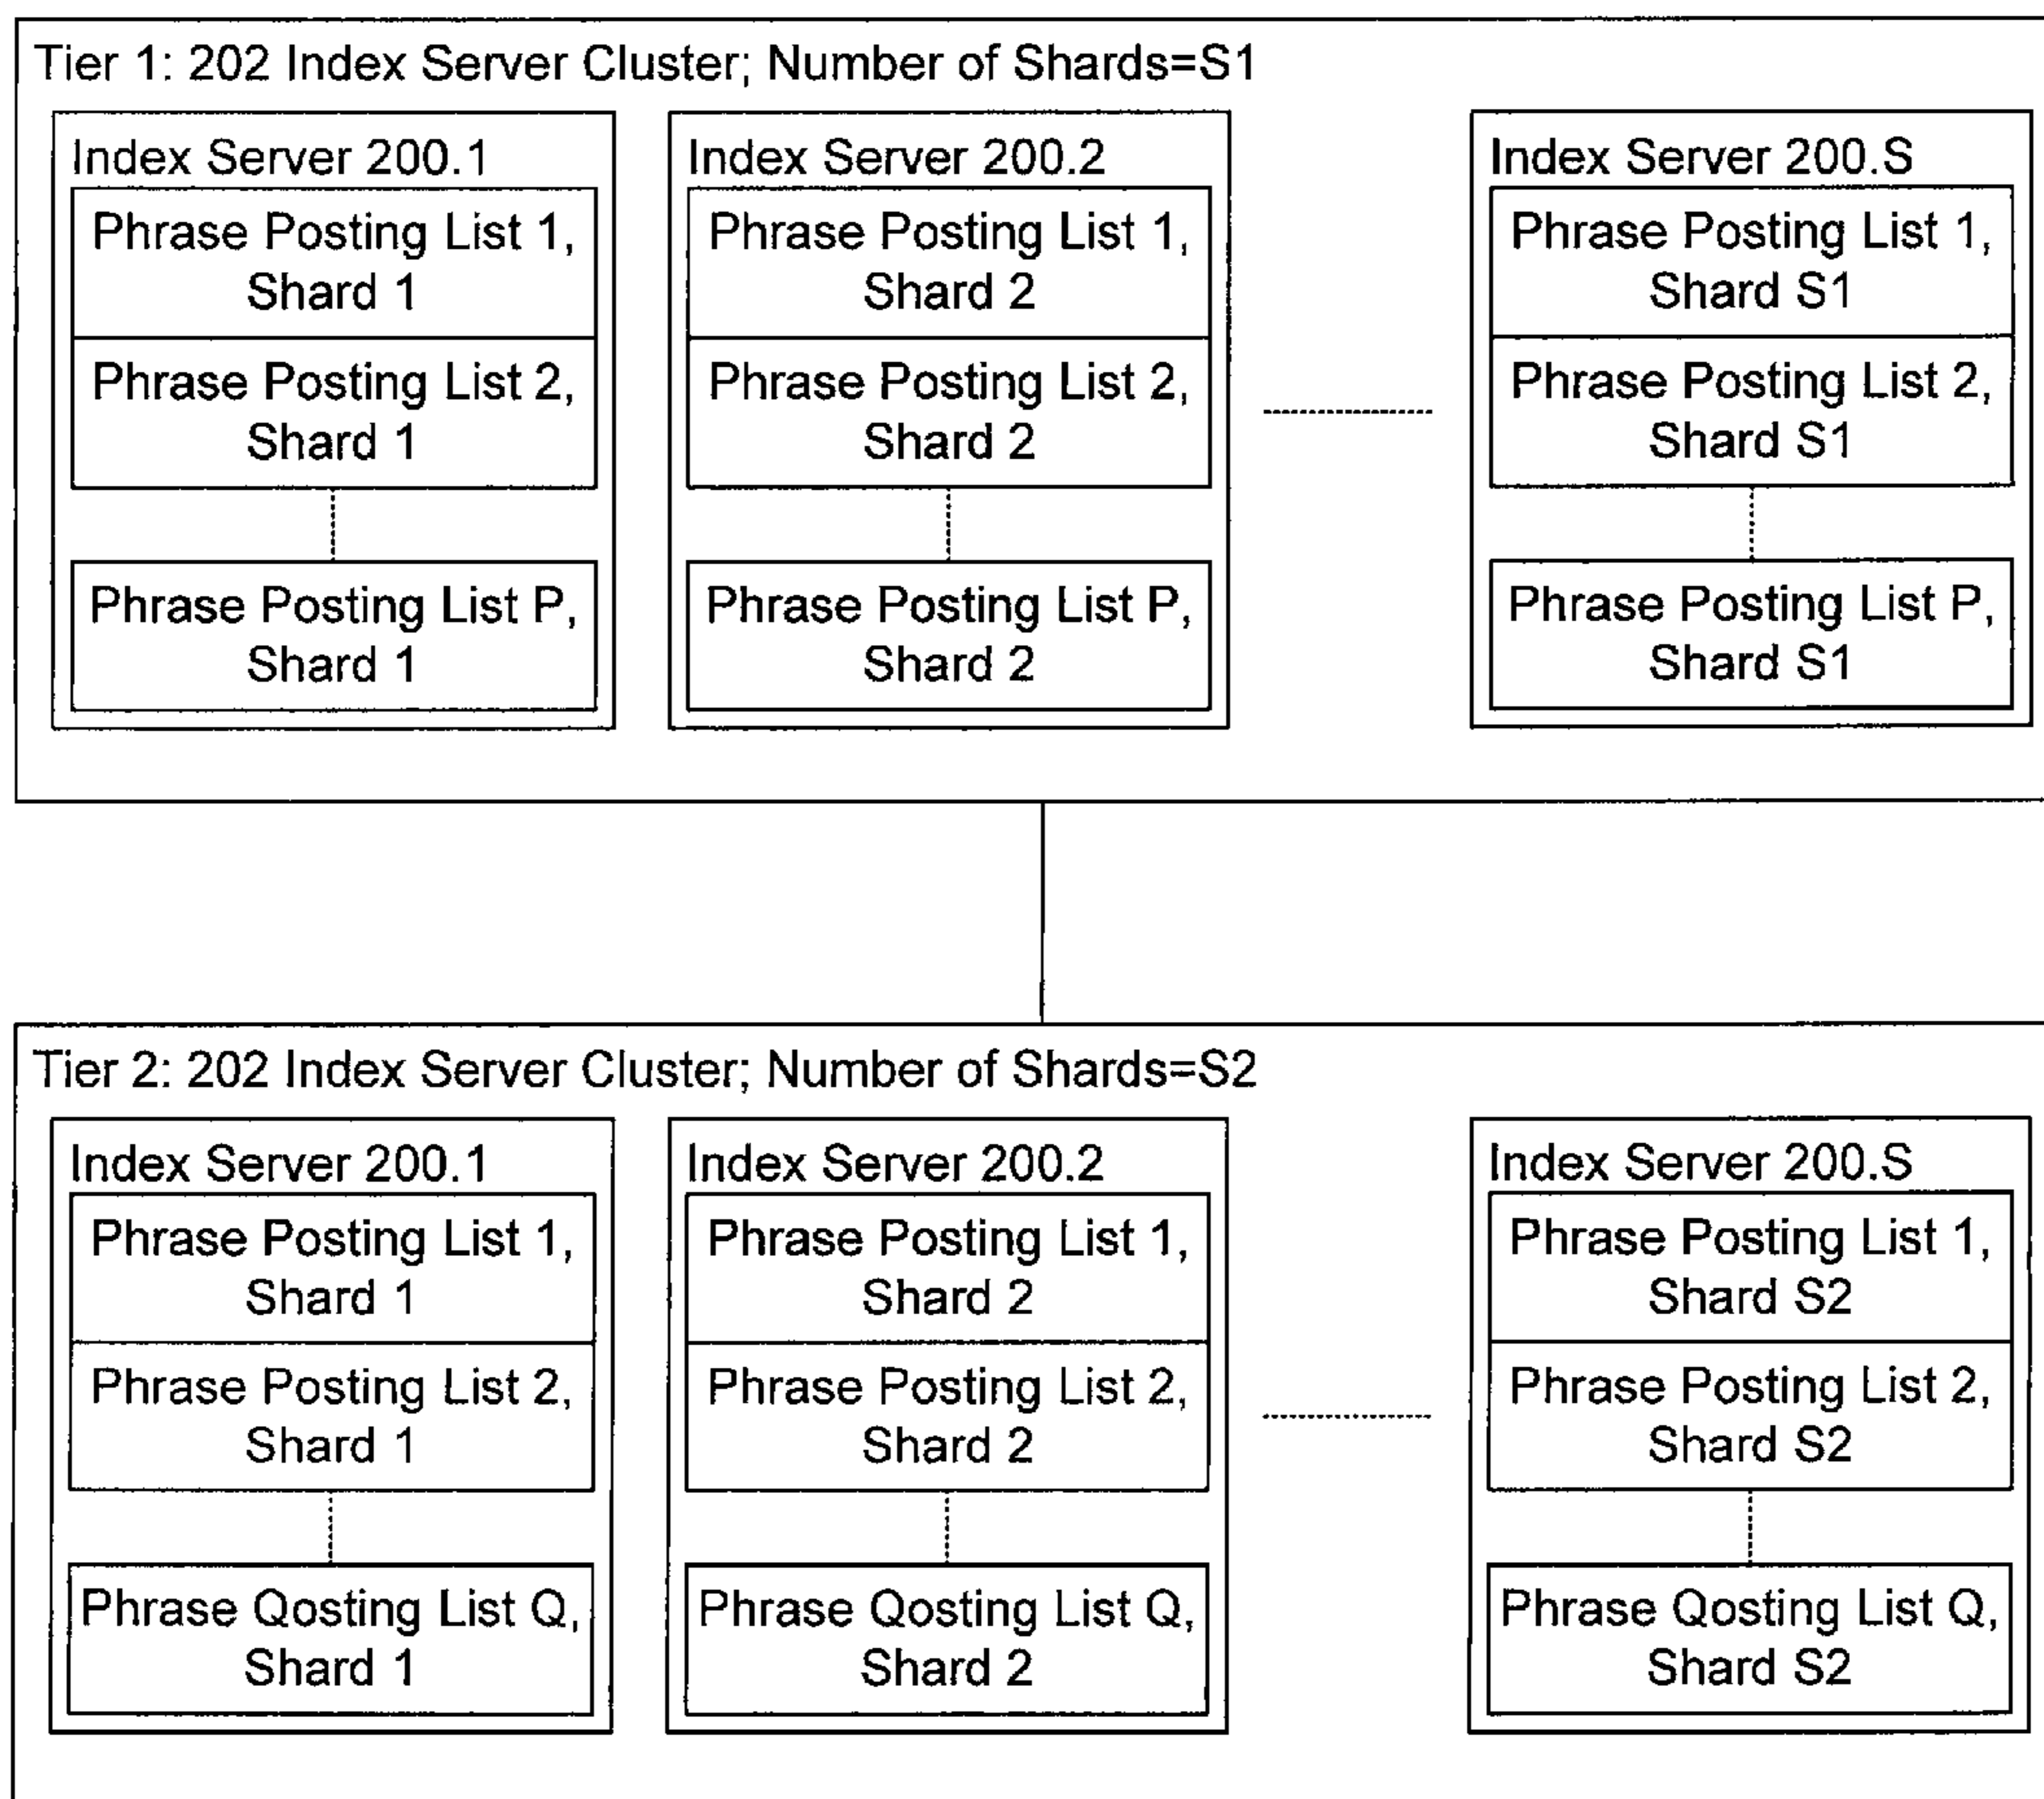 Tier 1: 202 Index Server Cluster; Number of Shards=S1
Index Server 200.1
Phrase Posting List 1,
Shard 1
Phrase Posting List 2,
Shard 1
Phrase Posting List P,
Shard 1
Index Server 200.2
Phrase Posting List 1,
Shard 2
Phrase Posting List 2,
Shard 2
Phrase Posting List P,
Shard 2
Index Server 200.S
Phrase Posting List 1,
Shard S1
Phrase Posting List 2,
Shard S1
Phrase Posting List P,
Shard S1
Tier 2: 202 Index Server Cluster; Number of Shards=S2
Index Server 200.1
Phrase Posting List 1,
Shard 1
Phrase Posting List 2,
Shard 1
Phrase Qosting List Q,
Shard 1
Index Server 200.2
Phrase Posting List 1,
Shard 2
Phrase Posting List 2,
Shard 2
Phrase Qosting List Q,
Shard 2
Index Server 200.S
Phrase Posting List 1,
Shard S2
Phrase Posting List 2,
Shard S2
Phrase Qosting List Q,
Shard S2